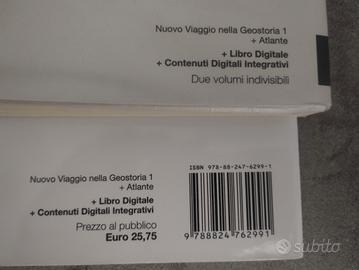 Nuovo Viaggio nella Geostoria 1
+ Atlante
+ Libro Digitale
+ Contenuti Digitali Integrativi
Due volumi indivisibili
ISBN 978-88-247-6299-1
Nuovo Viaggio nella Geostoria 1
+ Atlante
+ Libro Digitale
+ Contenuti Digitali Integrativi
Prezzo al pubblico
Euro 25,75
9 788824 762991
subito